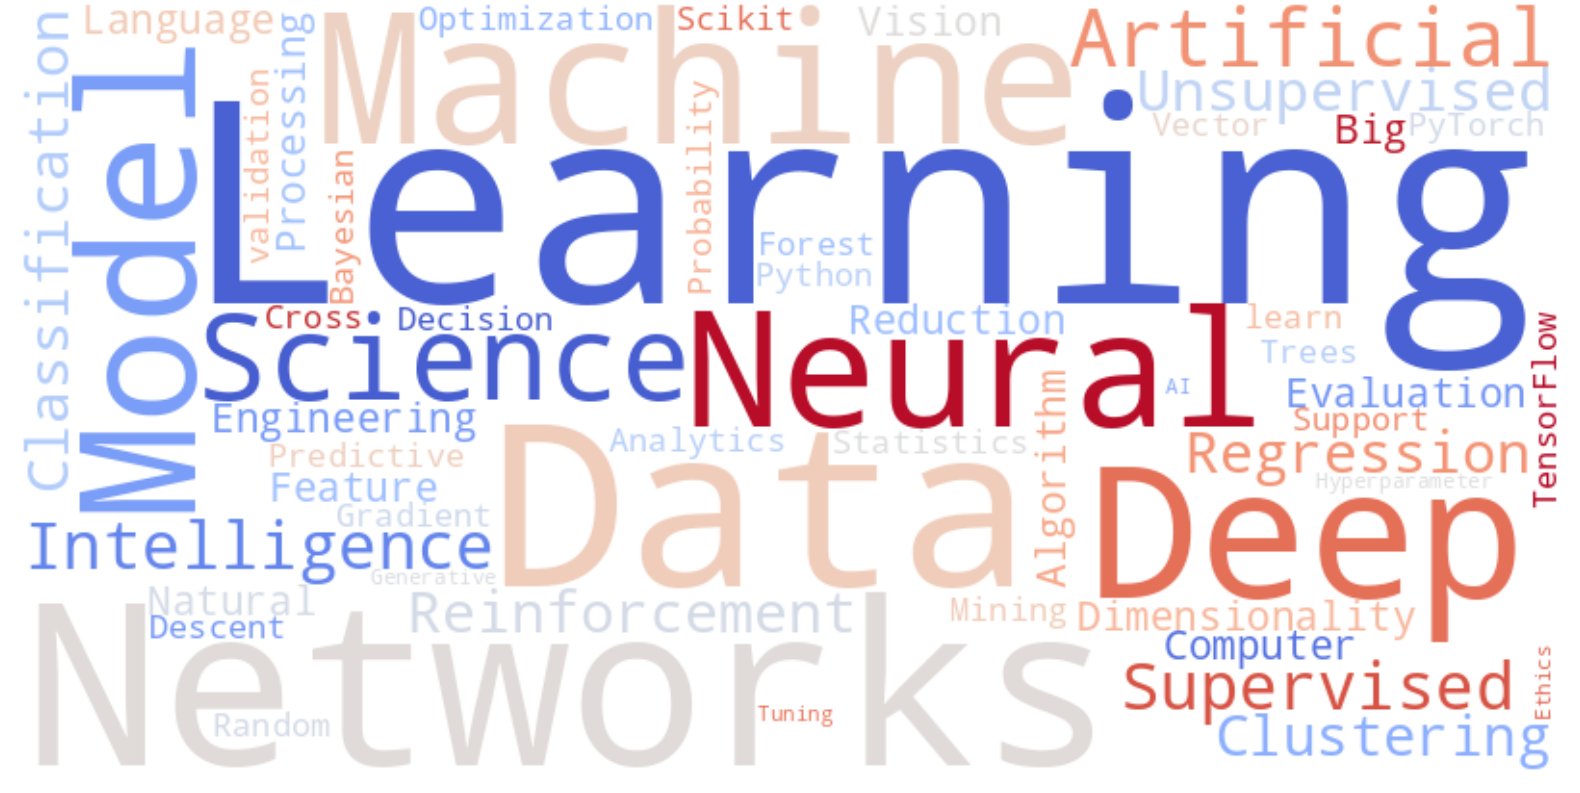 Language
Optimization
Scikit
Vision
Artificial
Machine
Classification
Model
validation
Processing
Unsupervised
Vector
Big
PyTorch
Learning
Bayesian
Probability
Forest
Python
Cross
Decision
Science
Neural
Reduction
learn
Trees
TensorFlow
AI
Evaluation
Engineering
Support
Analytics
Statistics
Algorithm
Regression
Predictive
Data
Feature
Hyperparameter
Deep
Gradient
Intelligence
Generative
Natural
Reinforcement
Mining
Dimensionality
Descent
Networks
Computer
Supervised
Ethics
Random
Tuning
Clustering